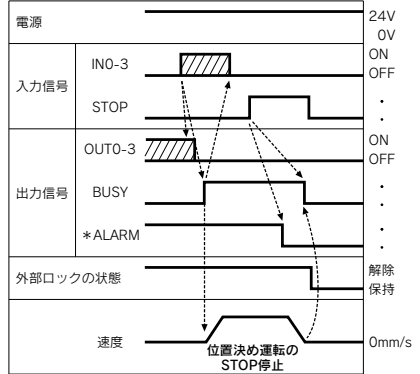 電源
24V
0V
入力信号
IN0-3
ON
OFF
STOP
・
・
出力信号
OUT0-3
ON
OFF
BUSY
・
・
＊ALARM
・
・
外部ロックの状態
解除
保持
速度
位置決め運転の
STOP停止
0mm/s